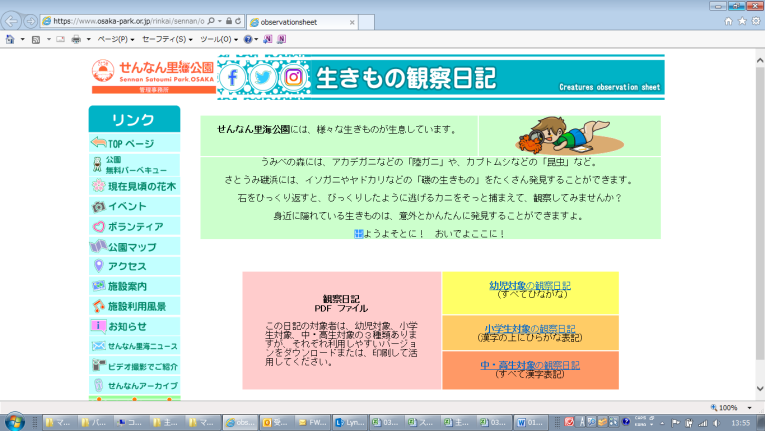 https://www.osaka-park.or.jp/rinkai/sennan/o
observationsheet
ページ(P)
セーフティ(S)
ツール(O)
せんなん里海公園
Sennan Satoumi Park OSAKA
管理事務所
生きもの観察日記
Creatures observation sheet
リンク
TOP ページ
公園
無料バーベキュー
現在見頃の花木
イベント
ボランティア
公園マップ
アクセス
施設案内
施設利用風景
お知らせ
せんなん里海ニュース
ビデオ撮影でご紹介
せんなんアーカイブ
せんなん里海公園には、様々な生きものが生息しています。
うみべの森には、アカテガニなどの「陸ガニ」や、カブトムシなどの「昆虫」など。
さとうみ磯浜には、イソガニやヤドカリなどの「磯の生きもの」をたくさん発見することができます。
石をひっくり返すと、びっくりしたように逃げるカニをそっと捕まえて、観察してみませんか？
身近に隠れている生きものは、意外とかんたんに発見することができますよ。
ようよそとに！ おいでよここに！
観察日記
PDF ファイル
この日記の対象者は、幼児対象、小学
生対象、中・高生対象の３種類ありま
すが、それぞれ利用しやすいバージョ
ンをダウンロードまたは、印刷して活
用してください。
幼児対象の観察日記
(すべてひながな)
小学生対象の観察日記
(漢字の上にひらがな表記)
中・高生対象の観察日記
(すべて漢字表記)
100%
マ...
パ...
コ...
主...
マ...
obs...
受...
FW...
Lyn...
03...
ス...
主...
03...
01...
13:55